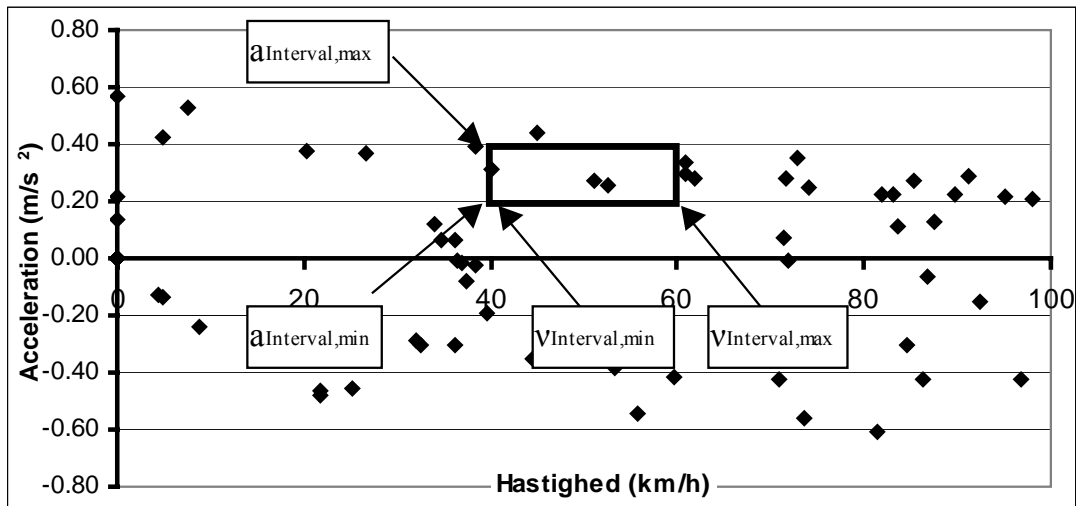 0.80
aInterval,max
0.60
0.40
0.20
0.00
0 20 40 60 80 100
-0.20
aInterval,min
vInterval,min
vInterval,max
-0.40
-0.60
-0.80
Acceleration (m/s ²)
Hastighed (km/h)